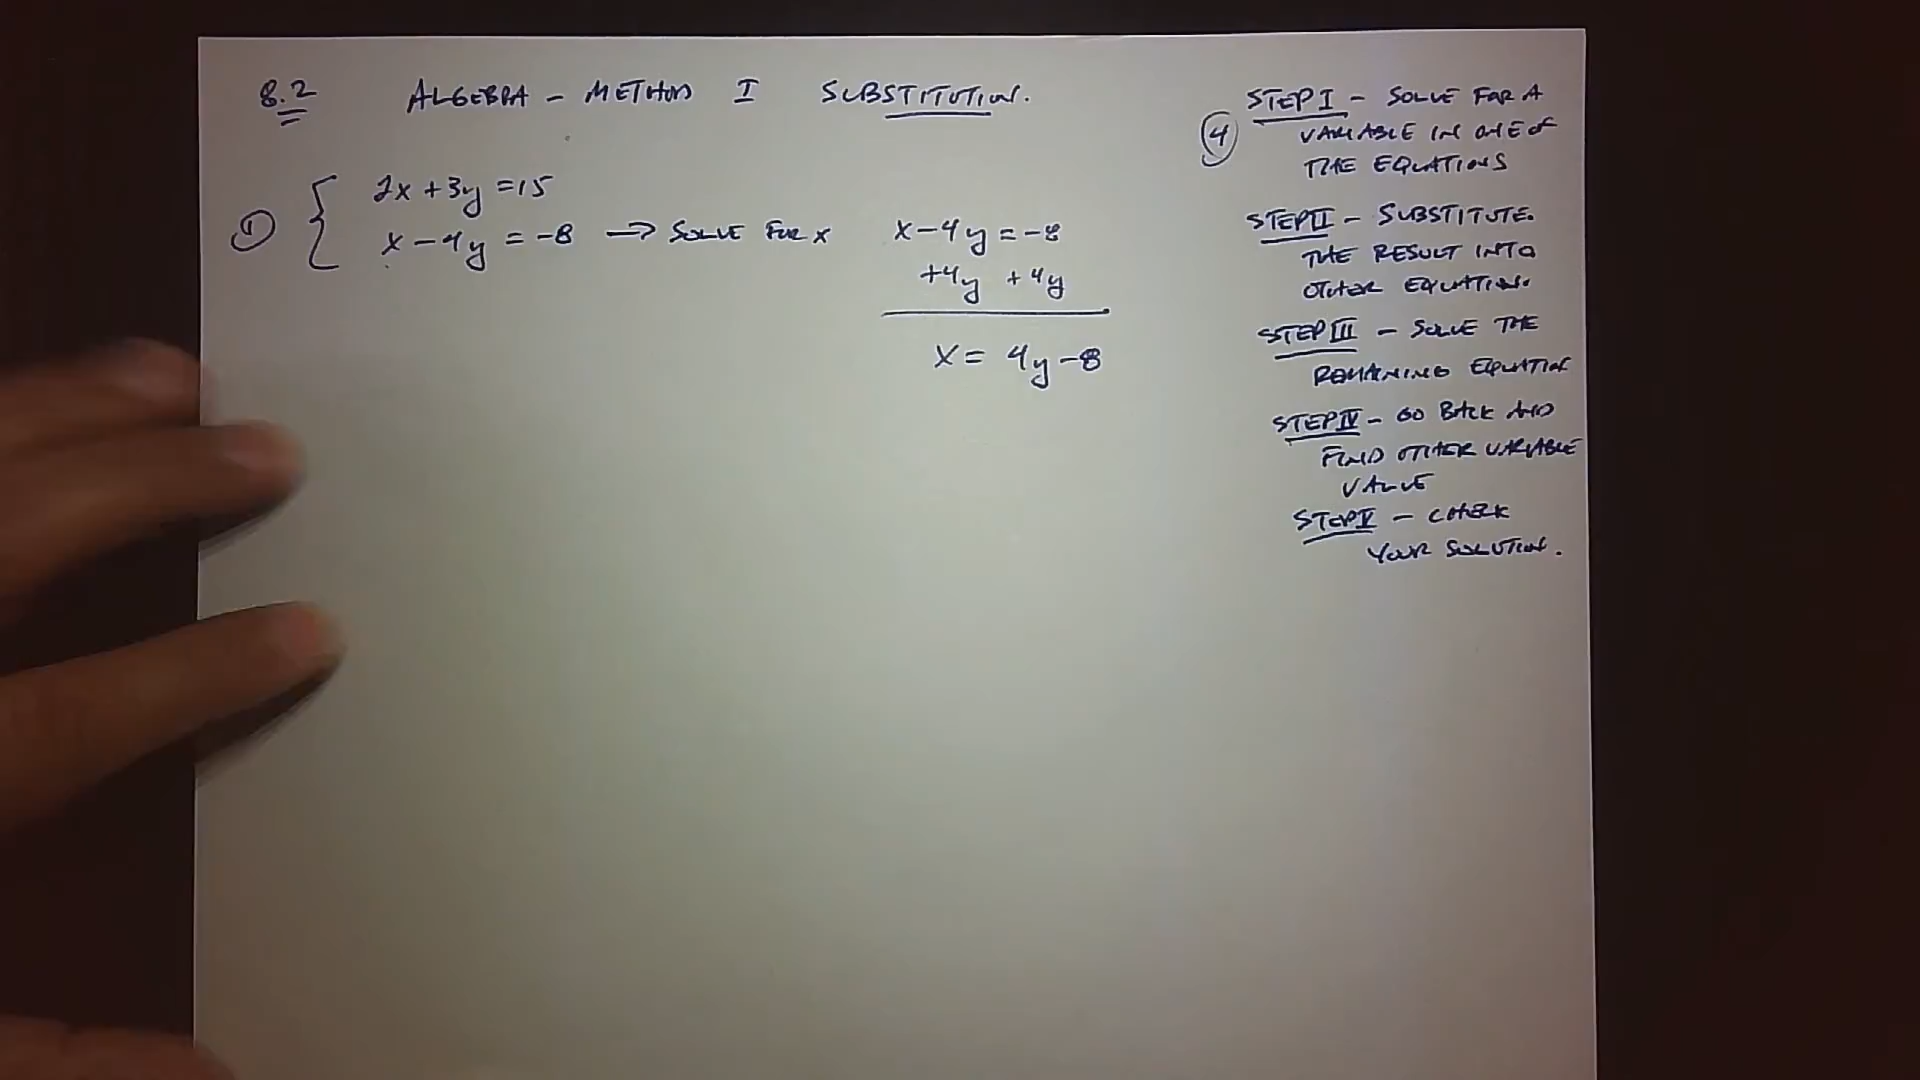 8.2 ALGEBRA - METHOD I SUBSTITUTION.
① { 2x + 3y = 15
x - 4y = -8 → SOLVE FOR x
x - 4y = -8
+4y +4y
x = 4y - 8
④ STEP I - SOLVE FOR A
VARIABLE IN ONE OF
THE EQUATIONS
STEP II - SUBSTITUTE.
THE RESULT INTO
OTHER EQUATION.
STEP III - SOLVE THE
REMAINING EQUATION
STEP IV - GO BACK AND
FIND OTHER VARIABLE
VALUE
STEP V - CHECK
YOUR SOLUTION.